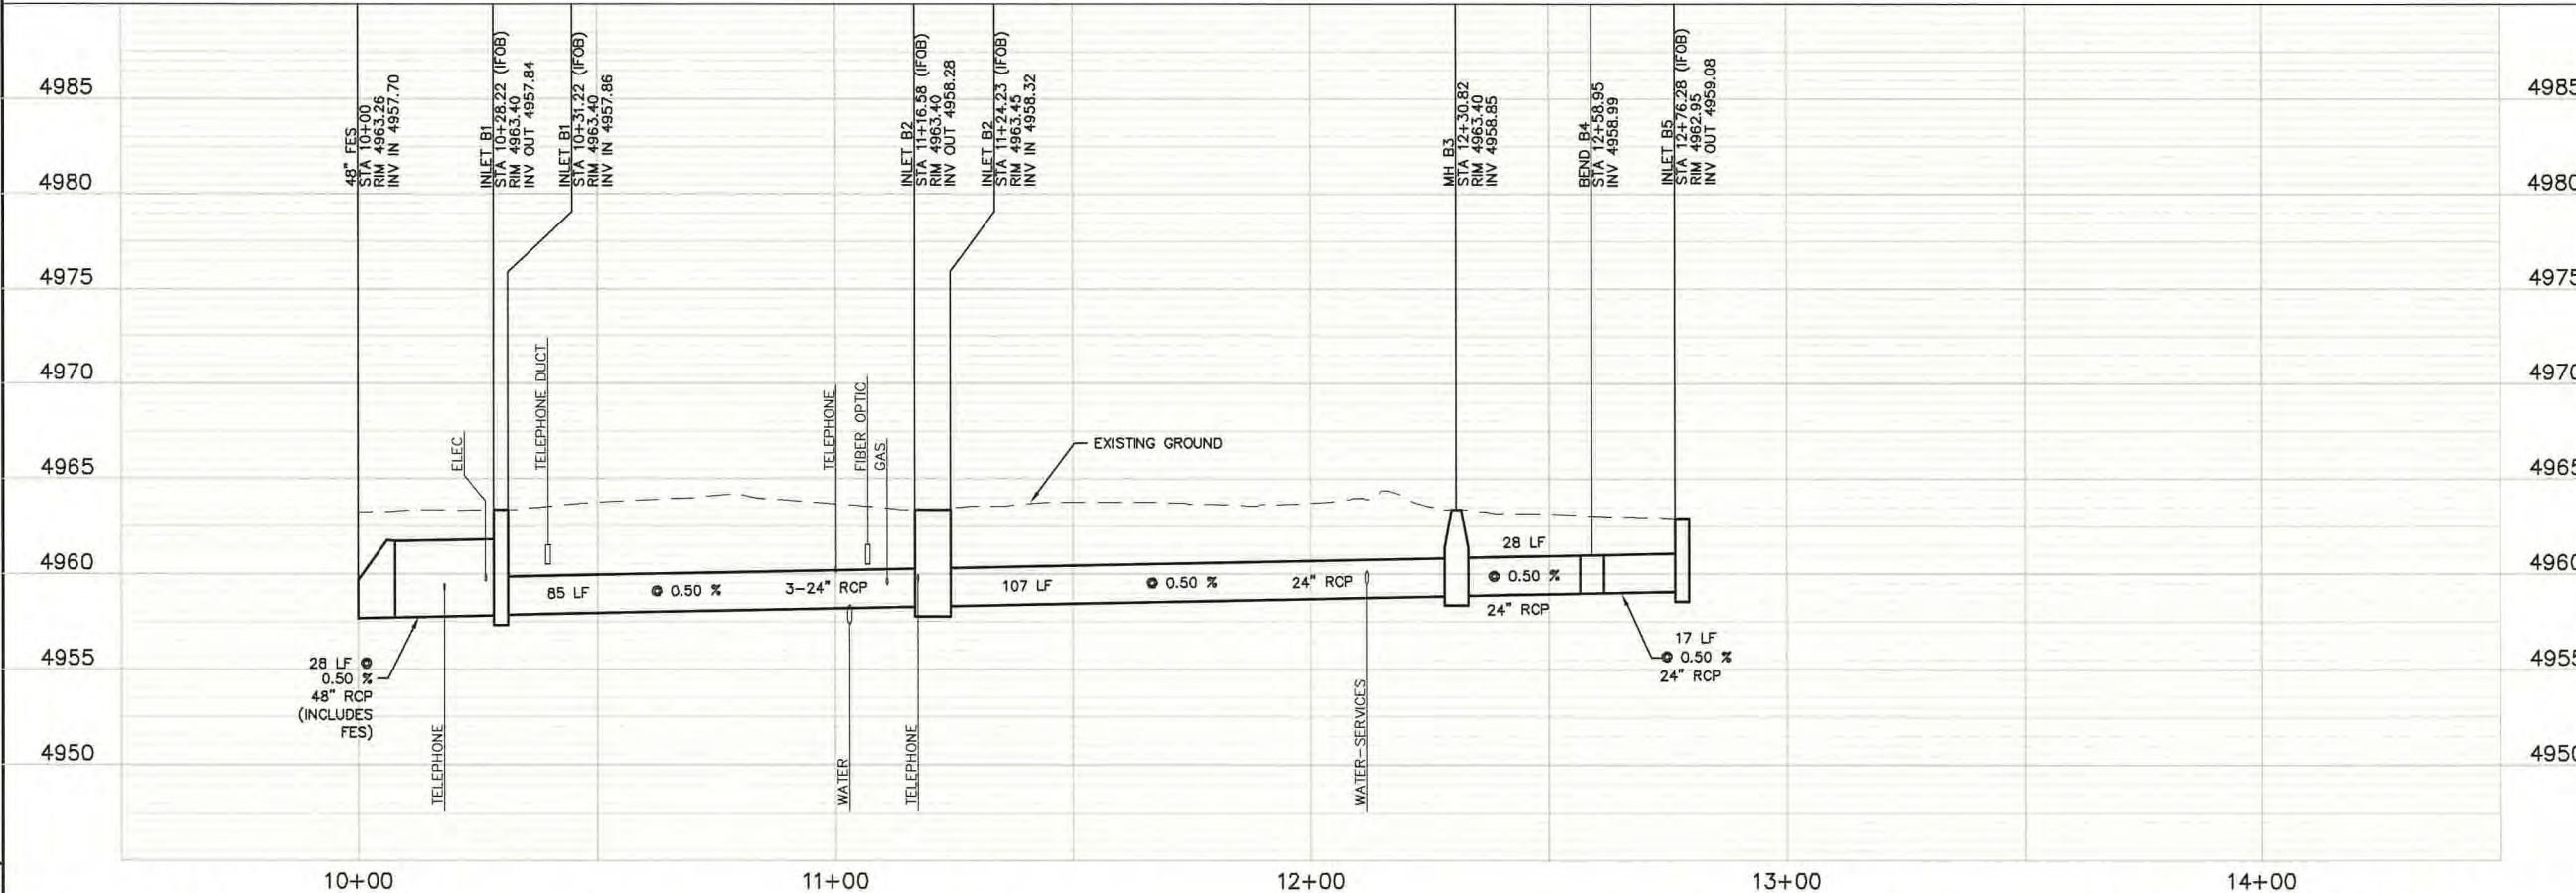 4985
4980
4975
4970
4965
4960
4955
4950
48" FES
STA 10+00
RIM 4963.26
INV IN 4957.70
INLET B1
STA 10+28.22 (IFOB)
RIM 4963.40
INV OUT 4957.84
INLET B1
STA 10+31.22 (IFOB)
RIM 4963.40
INV IN 4957.86
INLET B2
STA 11+16.58 (IFOB)
RIM 4963.40
INV OUT 4958.28
INLET B2
STA 11+24.23 (IFOB)
RIM 4963.45
INV IN 4958.32
MH B3
STA 12+30.82
RIM 4963.40
INV 4958.85
BEND B4
STA 12+58.95
INV 4958.99
INLET B5
STA 12+76.28 (IFOB)
RIM 4962.95
INV OUT 4959.08
ELEC
TELEPHONE DUCT
TELEPHONE
FIBER OPTIC
GAS
EXISTING GROUND
85 LF @ 0.50 % 3-24" RCP
107 LF @ 0.50 % 24" RCP
28 LF
@ 0.50 %
24" RCP
17 LF
@ 0.50 %
24" RCP
28 LF @
0.50 %
48" RCP
(INCLUDES
FES)
TELEPHONE
WATER
TELEPHONE
WATER-SERVICES
4985
4980
4975
4970
4965
4960
4955
4950
10+00 11+00 12+00 13+00 14+00